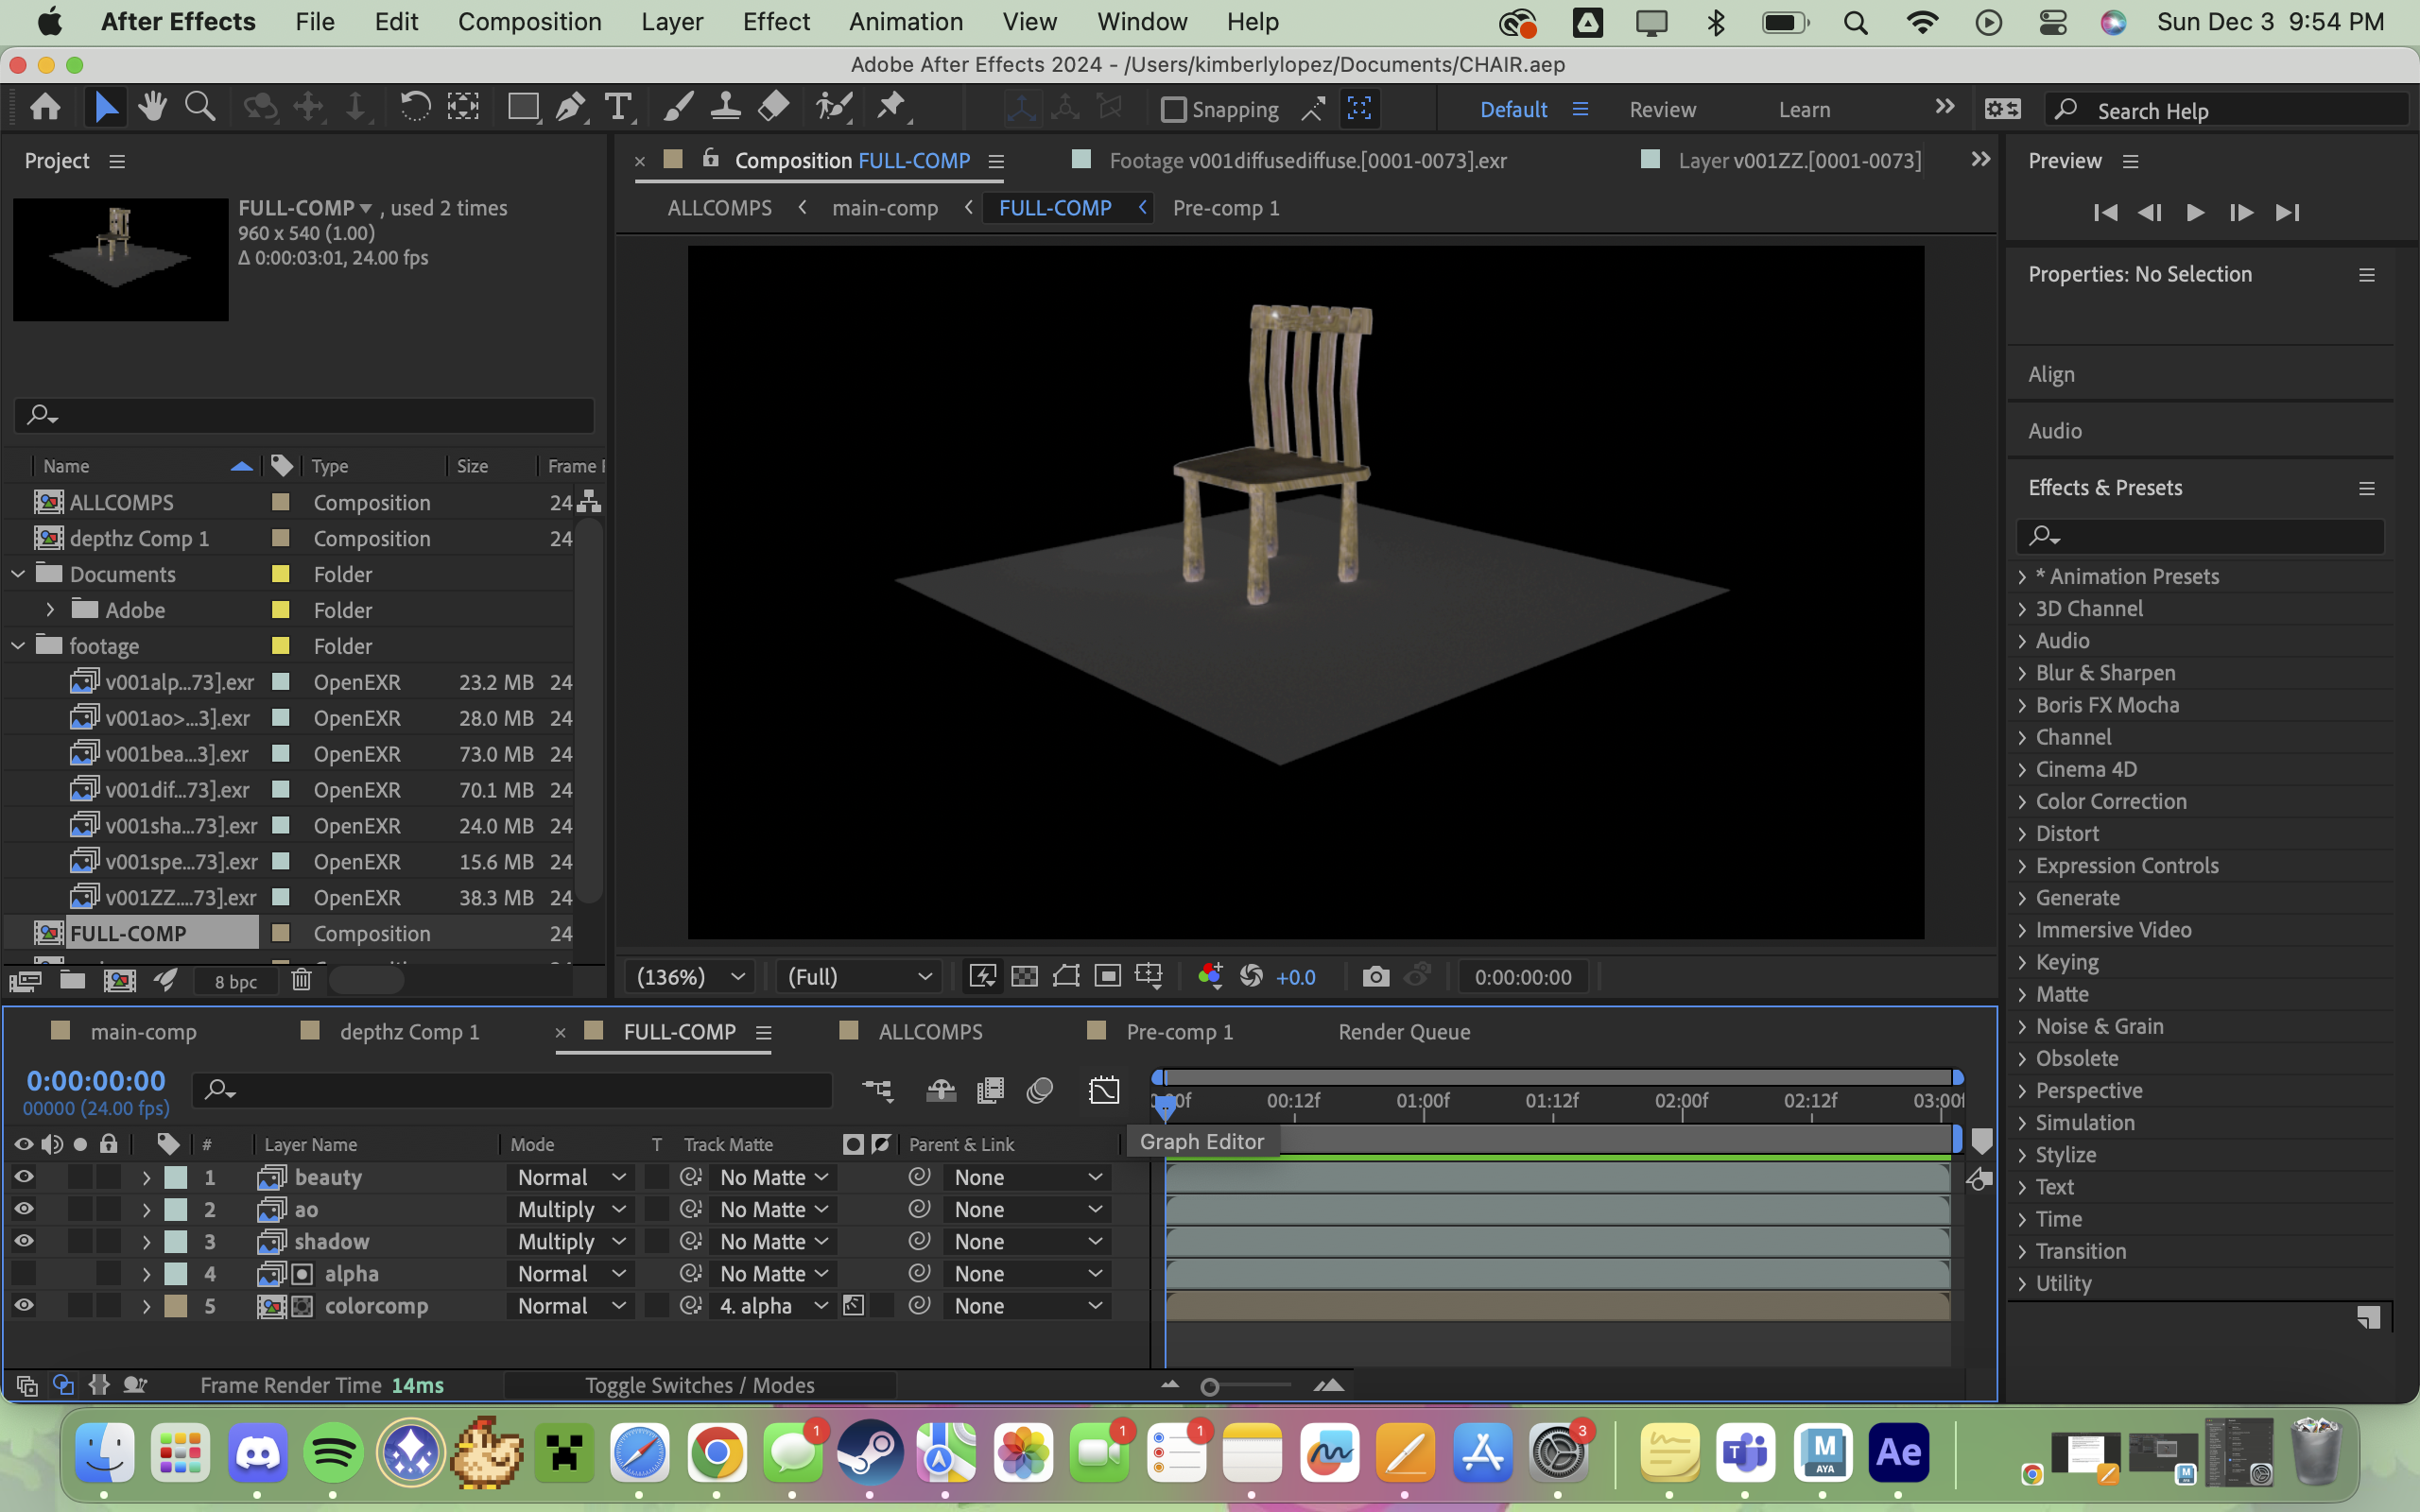 After Effects File Edit Composition Layer Effect Animation View Window Help Sun Dec 3 9:54 PM
Adobe After Effects 2024 - /Users/kimberlylopez/Documents/CHAIR.aep
Snapping Default Review Learn Search Help
Project
FULL-COMP , used 2 times
960 x 540 (1.00)
Δ 0:00:03:01, 24.00 fps
Name Type Size Frame
ALLCOMPS Composition 24
depthz Comp 1 Composition 24
Documents Folder
Adobe Folder
footage Folder
v001alp...73].exr OpenEXR 23.2 MB 24
v001ao>...3].exr OpenEXR 28.0 MB 24
v001bea...3].exr OpenEXR 73.0 MB 24
v001dif...73].exr OpenEXR 70.1 MB 24
v001sha...73].exr OpenEXR 24.0 MB 24
v001spe...73].exr OpenEXR 15.6 MB 24
v001ZZ....73].exr OpenEXR 38.3 MB 24
FULL-COMP Composition 24
8 bpc
Composition FULL-COMP Footage v001diffusediffuse.[0001-0073].exr Layer v001ZZ.[0001-0073]
ALLCOMPS main-comp FULL-COMP Pre-comp 1
(136%) (Full) +0.0 0:00:00:00
Preview
Properties: No Selection
Align
Audio
Effects & Presets
* Animation Presets
3D Channel
Audio
Blur & Sharpen
Boris FX Mocha
Channel
Cinema 4D
Color Correction
Distort
Expression Controls
Generate
Immersive Video
Keying
Matte
Noise & Grain
Obsolete
Perspective
Simulation
Stylize
Text
Time
Transition
Utility
main-comp depthz Comp 1 FULL-COMP ALLCOMPS Pre-comp 1 Render Queue
0:00:00:00
00000 (24.00 fps)
00:12f 01:00f 01:12f 02:00f 02:12f 03:00f
# Layer Name Mode T Track Matte Parent & Link
Graph Editor
1 beauty Normal No Matte None
2 ao Multiply No Matte None
3 shadow Multiply No Matte None
4 alpha Normal No Matte None
5 colorcomp Normal 4. alpha None
Frame Render Time 14ms Toggle Switches / Modes
1 1 1 3
M
AYA
T
Ae